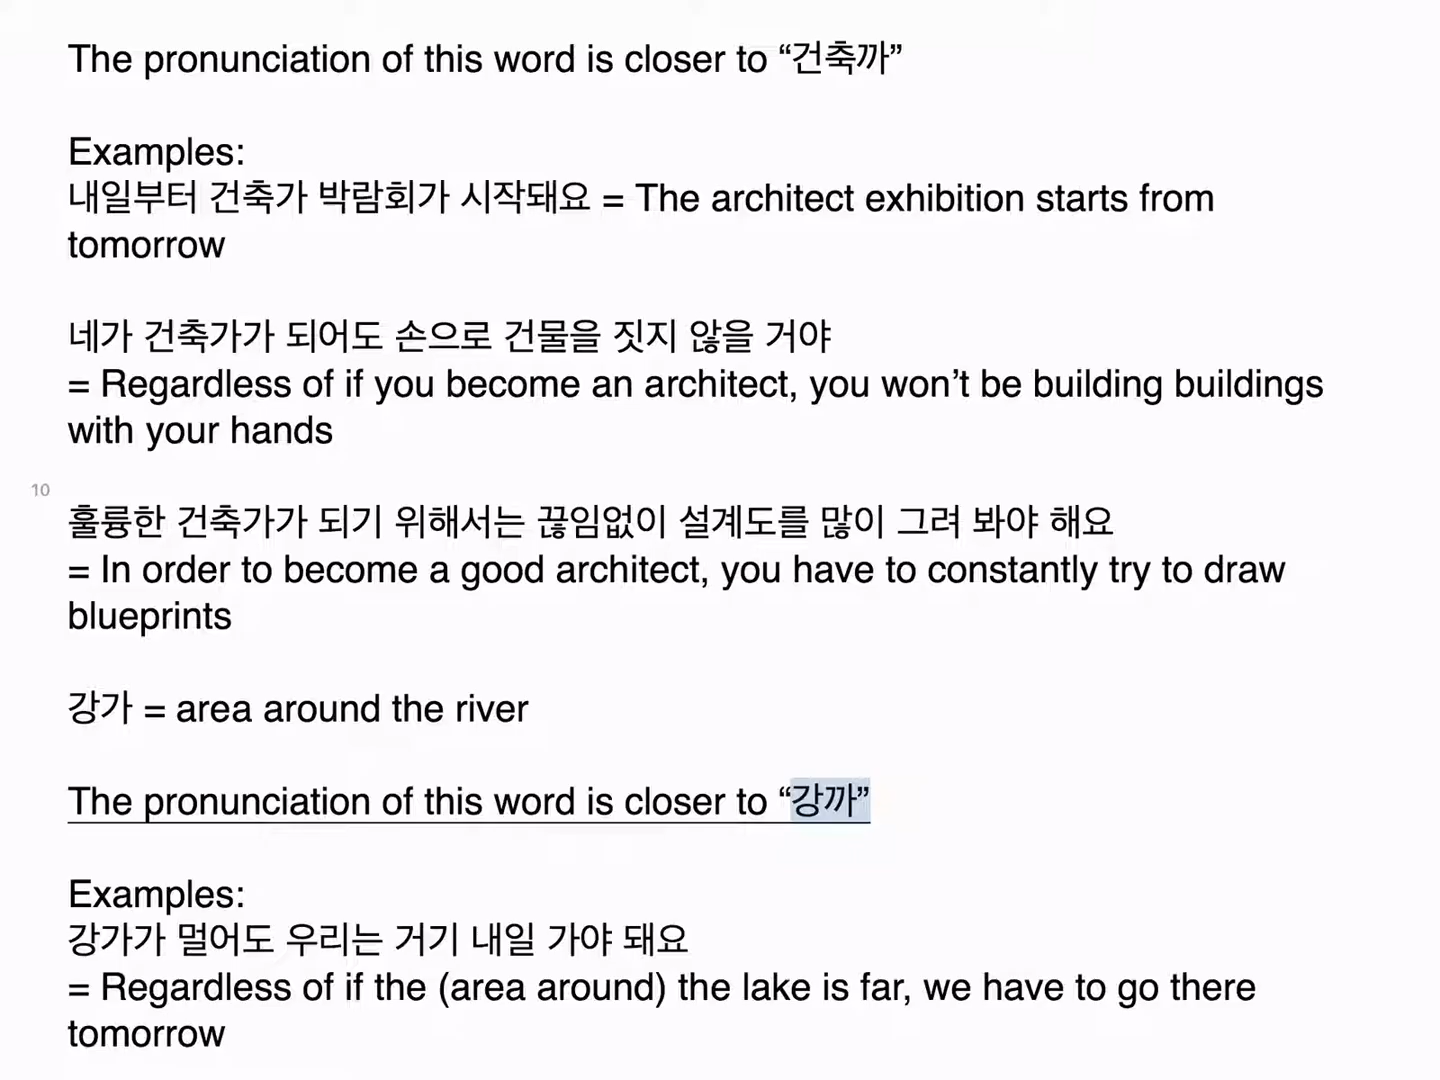 The pronunciation of this word is closer to “건축까”
Examples:
내일부터 건축가 박람회가 시작돼요 = The architect exhibition starts from
tomorrow
네가 건축가가 되어도 손으로 건물을 짓지 않을 거야
= Regardless of if you become an architect, you won’t be building buildings
with your hands
10
훌륭한 건축가가 되기 위해서는 끊임없이 설계도를 많이 그려 봐야 해요
= In order to become a good architect, you have to constantly try to draw
blueprints
강가 = area around the river
The pronunciation of this word is closer to “강까”
Examples:
강가가 멀어도 우리는 거기 내일 가야 돼요
= Regardless of if the (area around) the lake is far, we have to go there
tomorrow